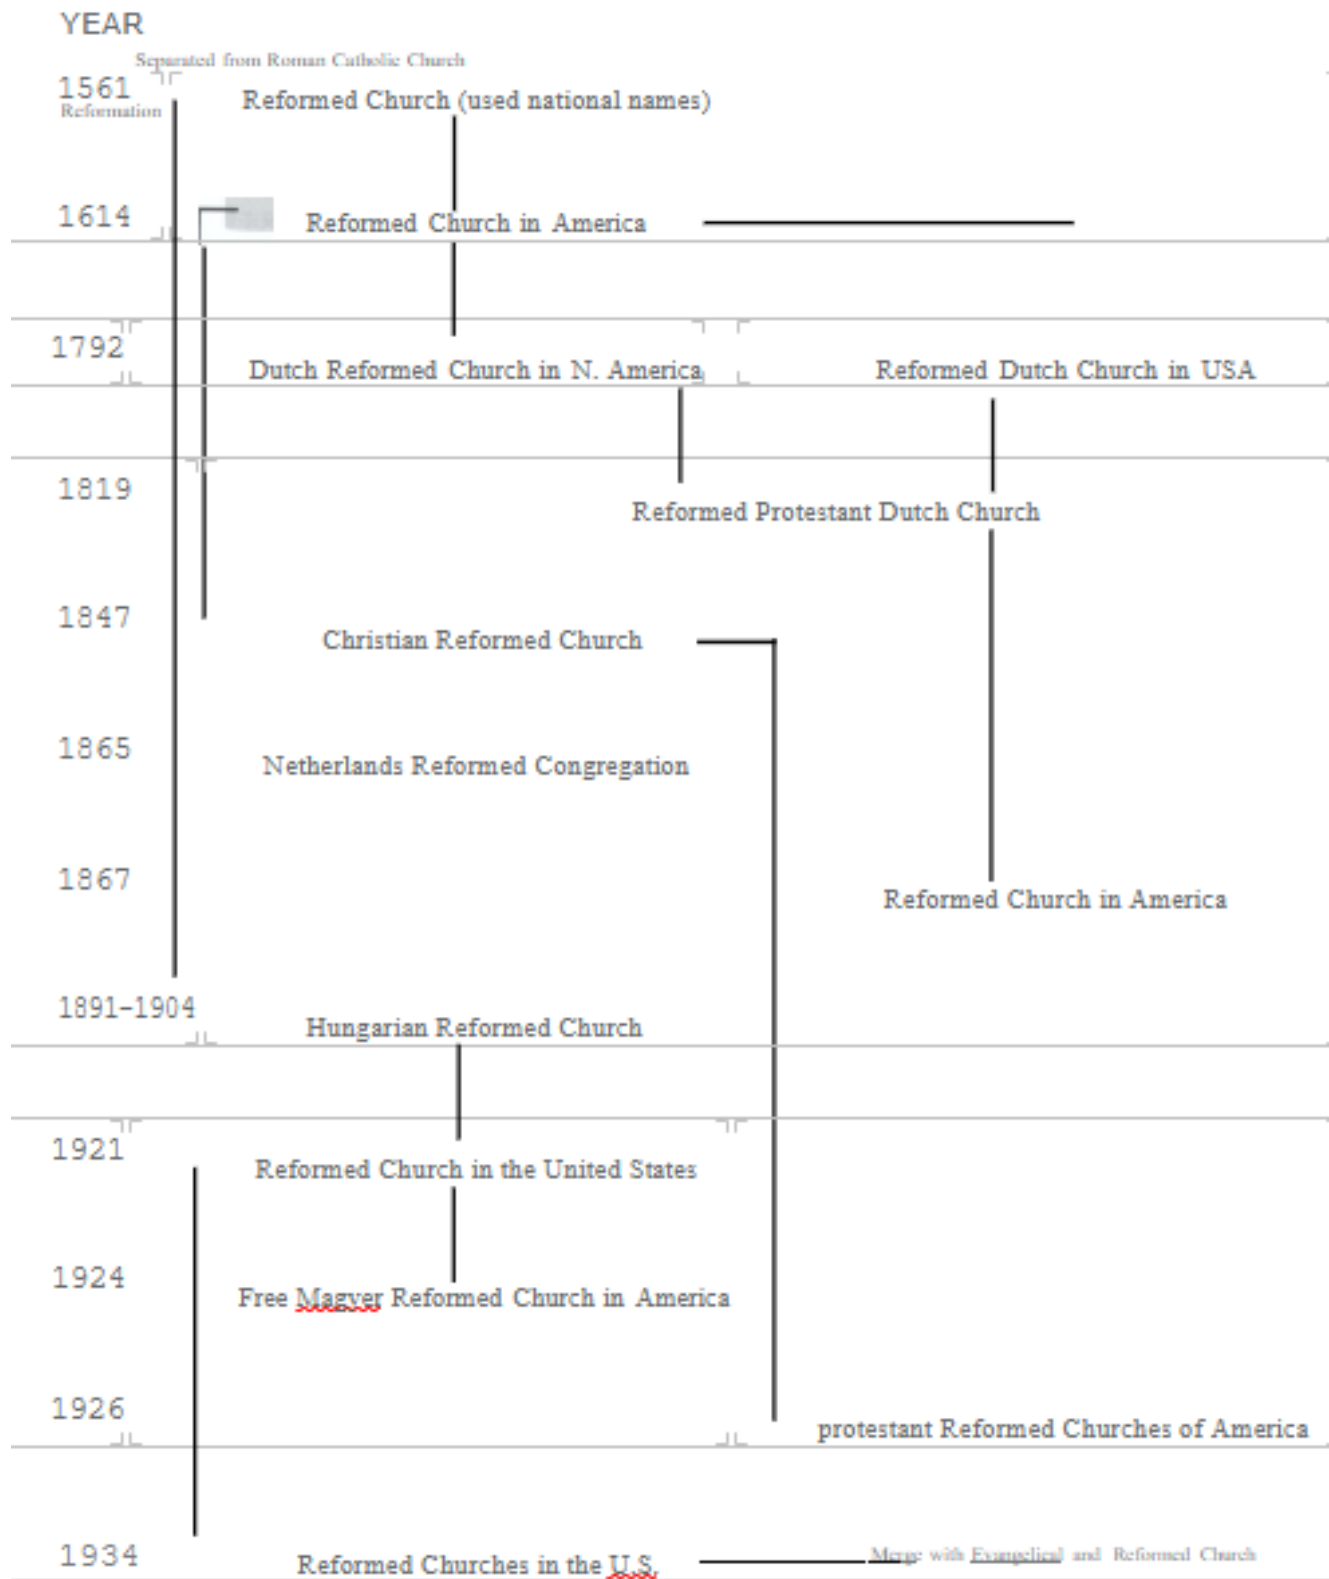 YEAR
Separated from Roman Catholic Church
1561
Reformed Church (used national names)
Reformation
1614
Reformed Church in America
1792
Dutch Reformed Church in N. America
Reformed Dutch Church in USA
1819
Reformed Protestant Dutch Church
1847
Christian Reformed Church
1865
Netherlands Reformed Congregation
1867
Reformed Church in America
1891-1904
Hungarian Reformed Church
1921
Reformed Church in the United States
1924
Free Magyer Reformed Church in America
1926
protestant Reformed Churches of America
1934
Reformed Churches in the U.S.
Merge with Evangelical and Reformed Church